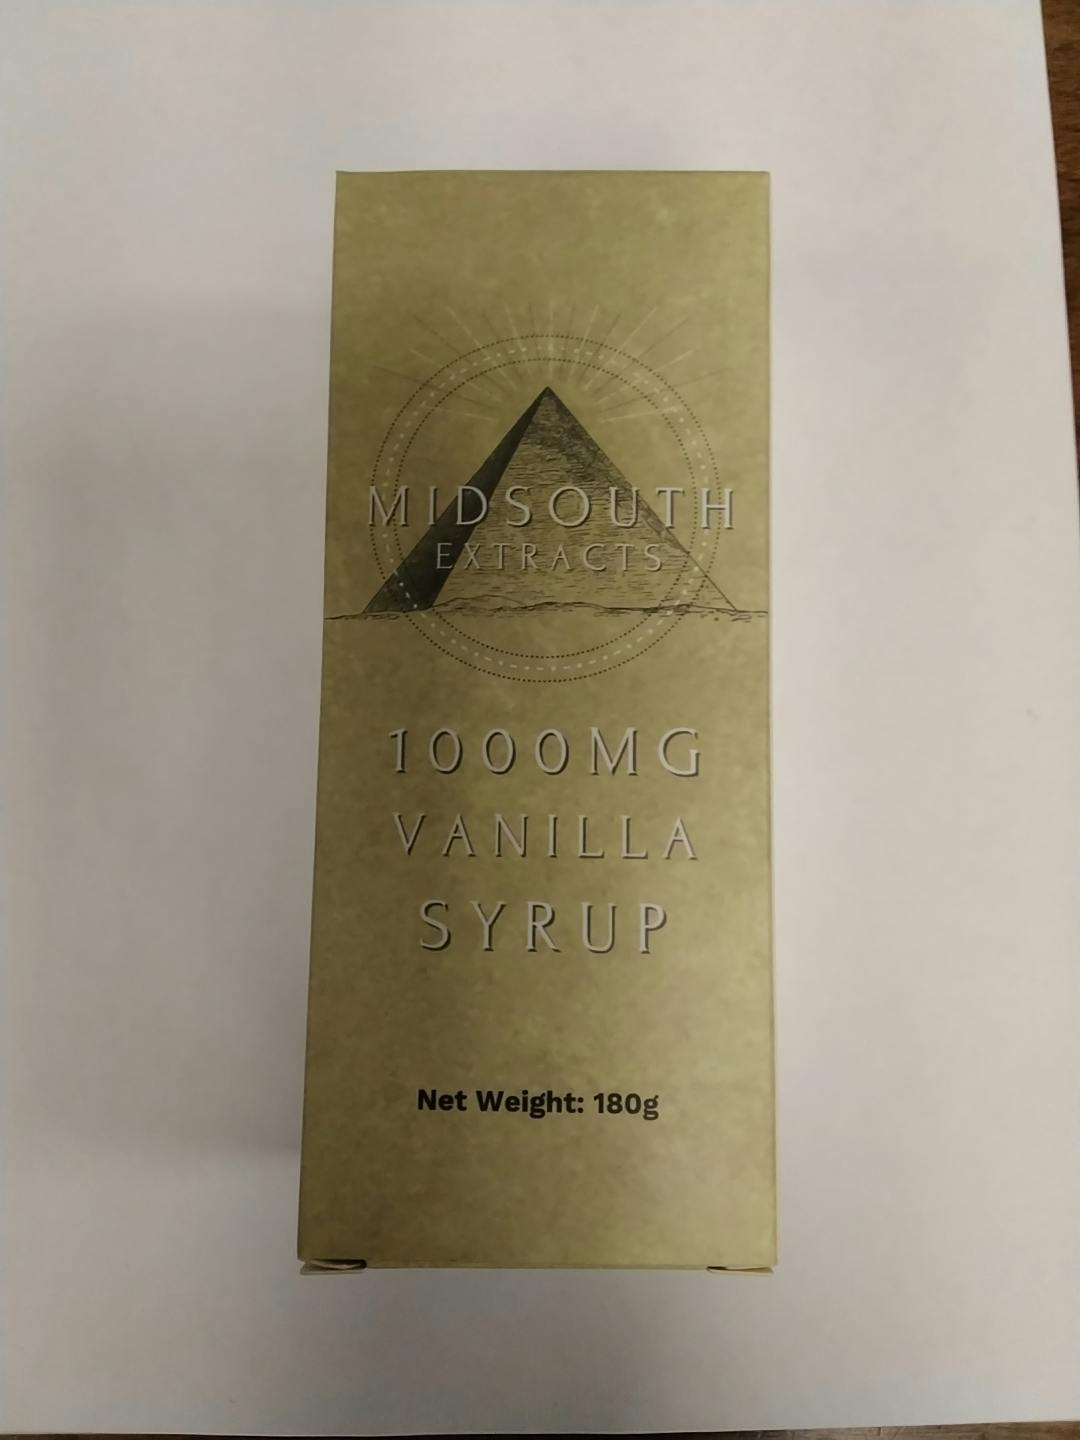 MIDSOUTH
EXTRACTS
1000MG
VANILLA
SYRUP
Net Weight: 180g